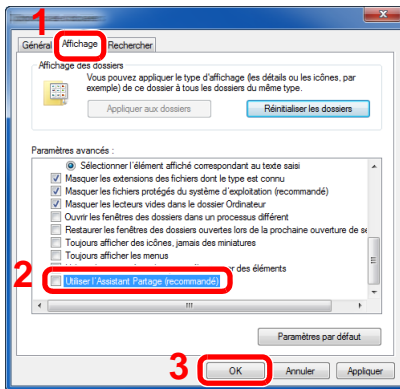 1
Général Affichage Rechercher
Affichage des dossiers
Vous pouvez appliquer le type d'affichage (les détails ou les icônes, par
exemple) de ce dossier à tous les dossiers du même type.
Appliquer aux dossiers Réinitialiser les dossiers
Paramètres avancés :
Sélectionner l'élément affiché correspondant au texte saisi
Masquer les extensions des fichiers dont le type est connu
Masquer les fichiers protégés du système d'exploitation (recommandé)
Masquer les lecteurs vides dans le dossier Ordinateur
Ouvrir les fenêtres des dossiers dans un processus différent
Restaurer les fenêtres des dossiers ouvertes lors de la prochaine ouverture de se
Toujours afficher des icônes, jamais des miniatures
Toujours afficher les menus
des éléments
2
Utiliser l'Assistant Partage (recommandé)
Paramètres par défaut
3
OK Annuler Appliquer